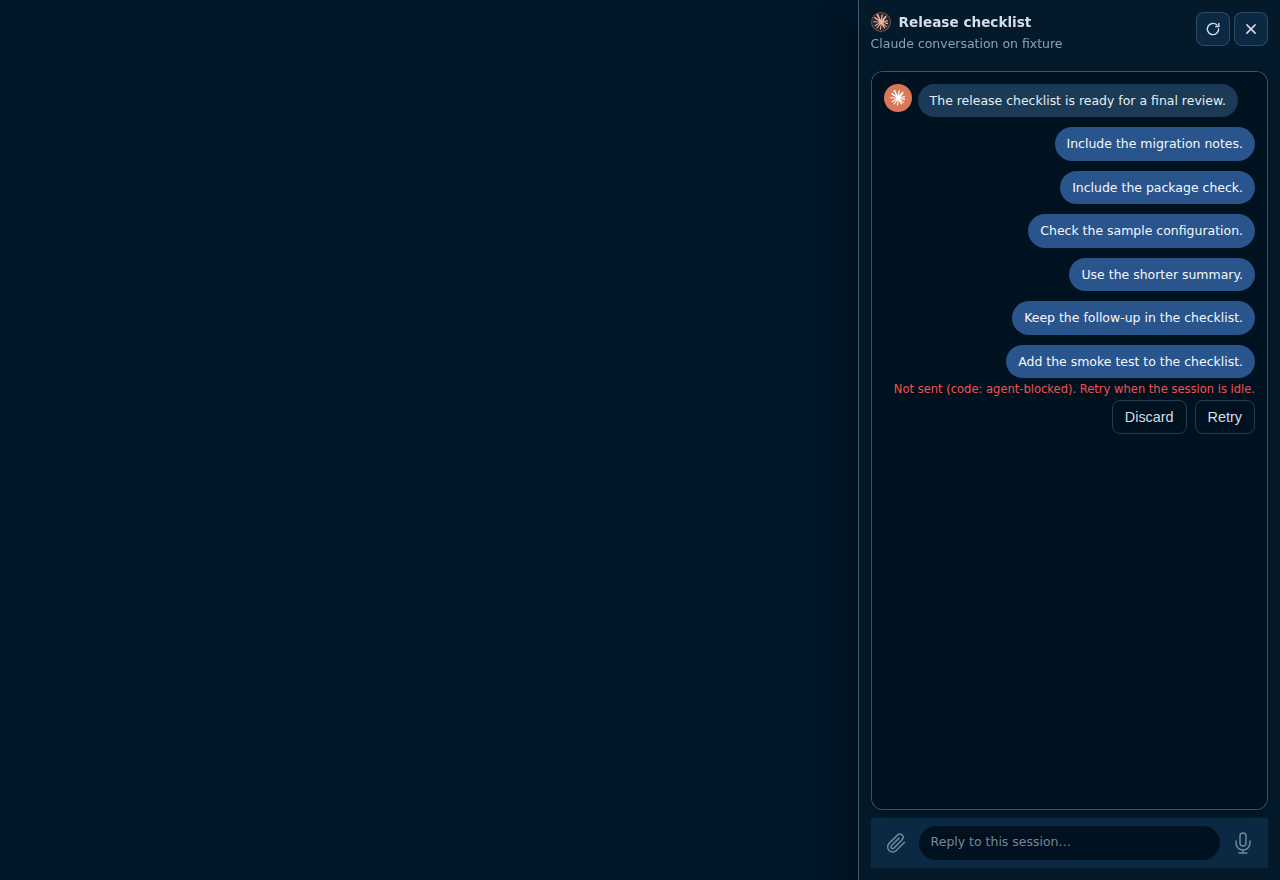 Release checklist
Claude conversation on fixture
The release checklist is ready for a final review.
Include the migration notes.
Include the package check.
Check the sample configuration.
Use the shorter summary.
Keep the follow-up in the checklist.
Add the smoke test to the checklist.
Not sent (code: agent-blocked). Retry when the session is idle.
Discard
Retry
Reply to this session…